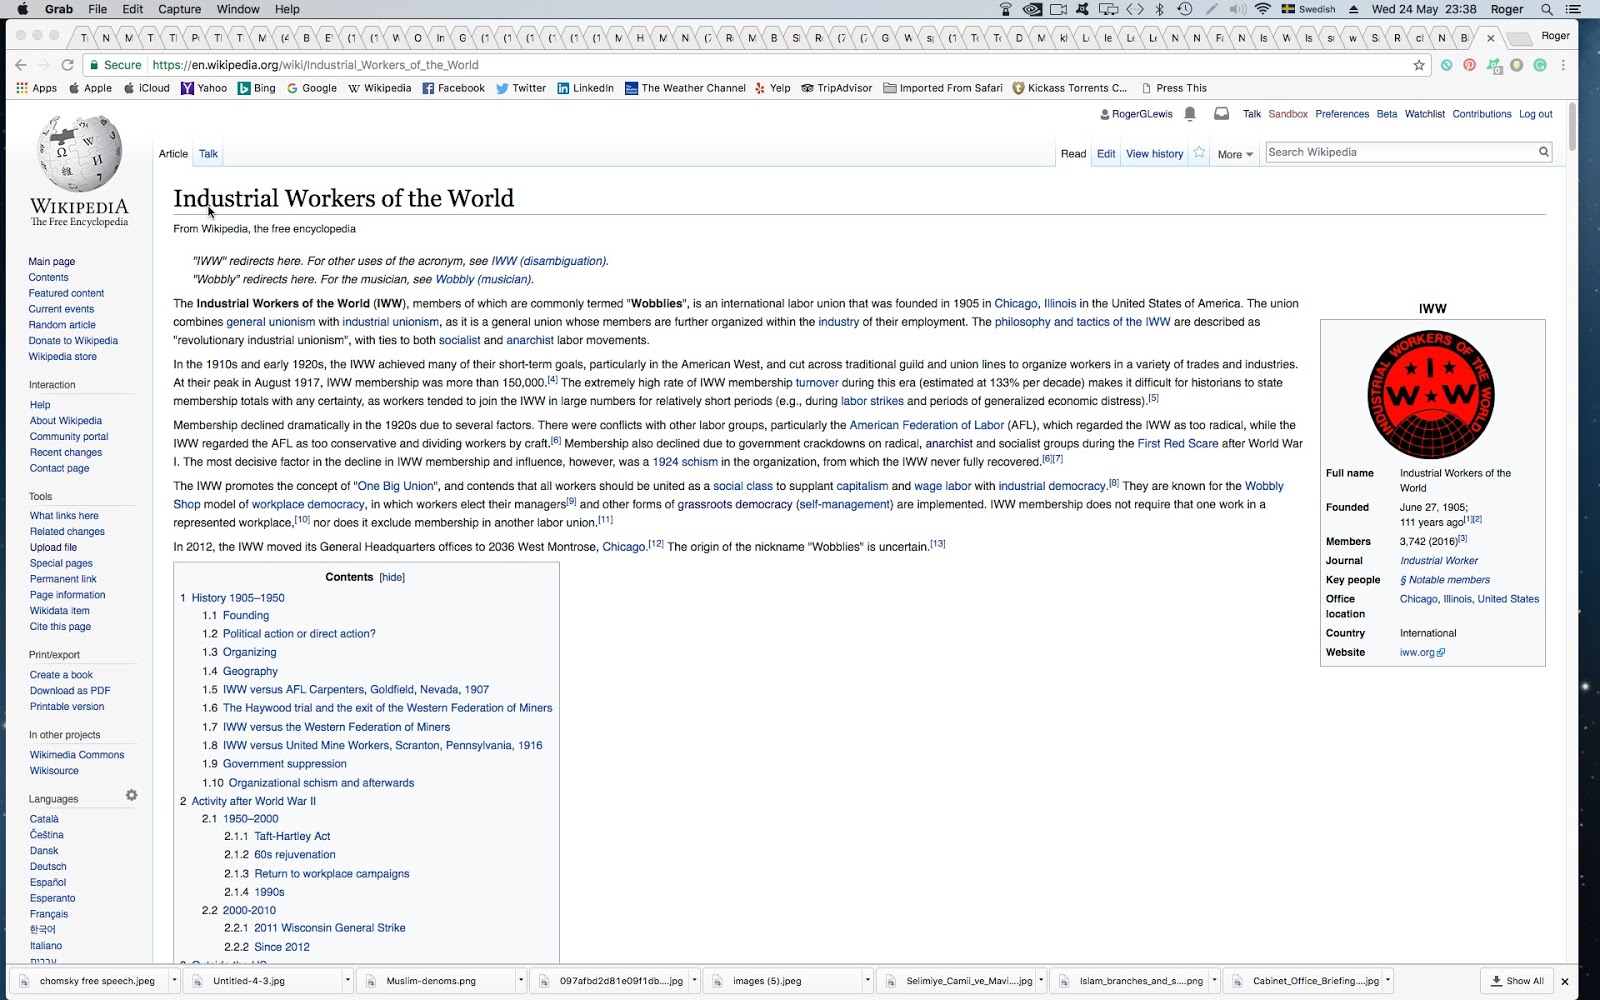 Grab File Edit Capture Window Help
Swedish Wed 24 May 23:38 Roger
Roger
Secure https://en.wikipedia.org/wiki/Industrial_Workers_of_the_World
Apps Apple iCloud Yahoo Bing Google Wikipedia Facebook Twitter LinkedIn The Weather Channel Yelp TripAdvisor Imported From Safari Kickass Torrents C... Press This
RogerGLewis Talk Sandbox Preferences Beta Watchlist Contributions Log out
Article Talk Read Edit View history More Search Wikipedia
WIKIPEDIA
The Free Encyclopedia
Main page
Contents
Featured content
Current events
Random article
Donate to Wikipedia
Wikipedia store
Interaction
Help
About Wikipedia
Community portal
Recent changes
Contact page
Tools
What links here
Related changes
Upload file
Special pages
Permanent link
Page information
Wikidata item
Cite this page
Print/export
Create a book
Download as PDF
Printable version
In other projects
Wikimedia Commons
Wikisource
Languages
Català
Čeština
Dansk
Deutsch
Español
Esperanto
Français
한국어
Italiano
עברית
Industrial Workers of the World
From Wikipedia, the free encyclopedia
"IWW" redirects here. For other uses of the acronym, see IWW (disambiguation).
"Wobbly" redirects here. For the musician, see Wobbly (musician).
The Industrial Workers of the World (IWW), members of which are commonly termed "Wobblies", is an international labor union that was founded in 1905 in Chicago, Illinois in the United States of America. The union
combines general unionism with industrial unionism, as it is a general union whose members are further organized within the industry of their employment. The philosophy and tactics of the IWW are described as
"revolutionary industrial unionism", with ties to both socialist and anarchist labor movements.
In the 1910s and early 1920s, the IWW achieved many of their short-term goals, particularly in the American West, and cut across traditional guild and union lines to organize workers in a variety of trades and industries.
At their peak in August 1917, IWW membership was more than 150,000.[4] The extremely high rate of IWW membership turnover during this era (estimated at 133% per decade) makes it difficult for historians to state
membership totals with any certainty, as workers tended to join the IWW in large numbers for relatively short periods (e.g., during labor strikes and periods of generalized economic distress).[5]
Membership declined dramatically in the 1920s due to several factors. There were conflicts with other labor groups, particularly the American Federation of Labor (AFL), which regarded the IWW as too radical, while the
IWW regarded the AFL as too conservative and dividing workers by craft.[6] Membership also declined due to government crackdowns on radical, anarchist and socialist groups during the First Red Scare after World War
I. The most decisive factor in the decline in IWW membership and influence, however, was a 1924 schism in the organization, from which the IWW never fully recovered.[6][7]
The IWW promotes the concept of "One Big Union", and contends that all workers should be united as a social class to supplant capitalism and wage labor with industrial democracy.[8] They are known for the Wobbly
Shop model of workplace democracy, in which workers elect their managers[9] and other forms of grassroots democracy (self-management) are implemented. IWW membership does not require that one work in a
represented workplace,[10] nor does it exclude membership in another labor union.[11]
In 2012, the IWW moved its General Headquarters offices to 2036 West Montrose, Chicago.[12] The origin of the nickname "Wobblies" is uncertain.[13]
Contents [hide]
1 History 1905–1950
1.1 Founding
1.2 Political action or direct action?
1.3 Organizing
1.4 Geography
1.5 IWW versus AFL Carpenters, Goldfield, Nevada, 1907
1.6 The Haywood trial and the exit of the Western Federation of Miners
1.7 IWW versus the Western Federation of Miners
1.8 IWW versus United Mine Workers, Scranton, Pennsylvania, 1916
1.9 Government suppression
1.10 Organizational schism and afterwards
2 Activity after World War II
2.1 1950–2000
2.1.1 Taft-Hartley Act
2.1.2 60s rejuvenation
2.1.3 Return to workplace campaigns
2.1.4 1990s
2.2 2000-2010
2.2.1 2011 Wisconsin General Strike
2.2.2 Since 2012
IWW
INDUSTRIAL WORKERS OF THE WORLD
I W W
Full name Industrial Workers of the
World
Founded June 27, 1905;
111 years ago[1][2]
Members 3,742 (2016)[3]
Journal Industrial Worker
Key people § Notable members
Office Chicago, Illinois, United States
location
Country International
Website iww.org
chomsky free speech.jpeg Untitled-4-3.jpg Muslim-denoms.png 097afbd2d81e09f1db....jpg images (5).jpeg Selimiye_Camii_ve_Mavi....jpg Islam_branches_and_s....png Cabinet_Office_Briefing....jpg Show All